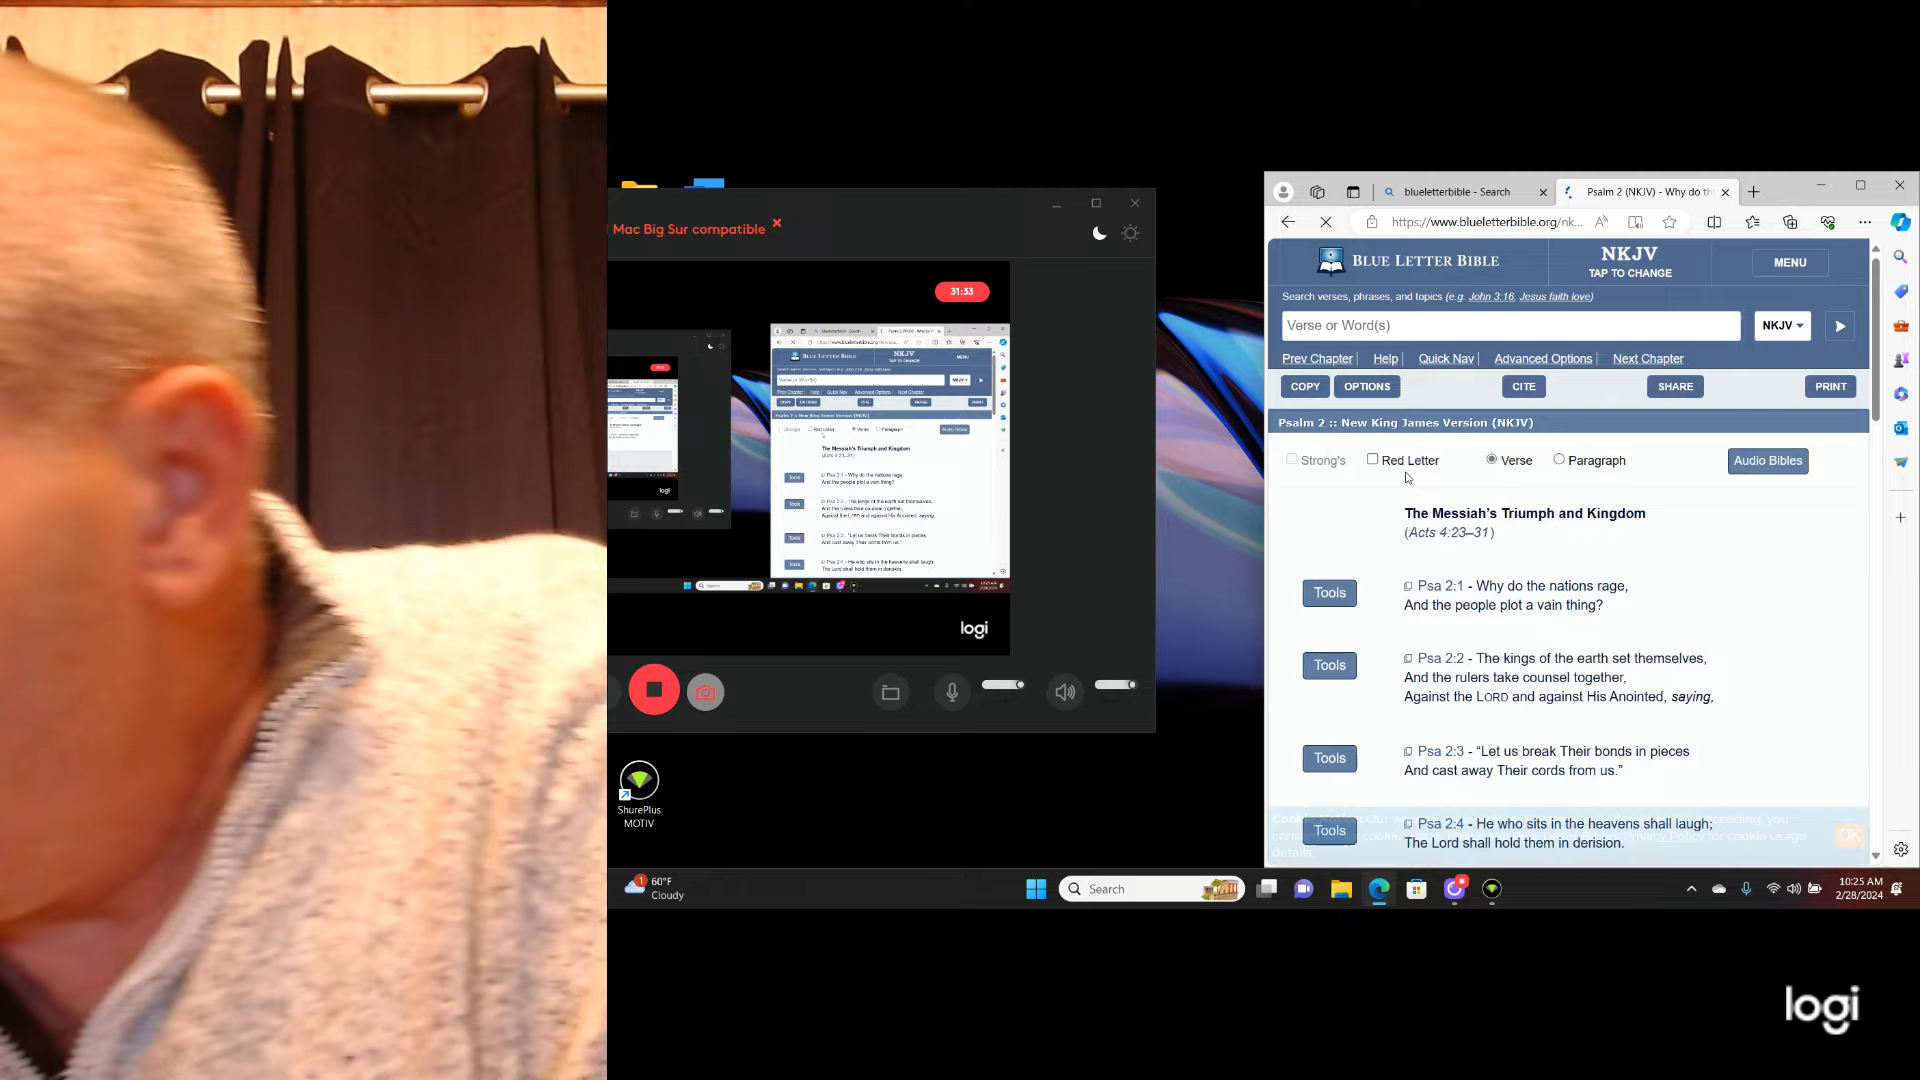 Mac Big Sur compatible
31:33
logi
ShurePlus
MOTIV
60°F
Cloudy
1
Search
10:25 AM
2/28/2024
blueletterbible - Search
Psalm 2 (NKJV) - Why do th
https://www.blueletterbible.org/nk...
BLUE LETTER BIBLE
NKJV
TAP TO CHANGE
MENU
Search verses, phrases, and topics (e.g. John 3:16, Jesus faith love)
Verse or Word(s)
NKJV
Prev Chapter Help Quick Nav Advanced Options Next Chapter
COPY OPTIONS CITE SHARE PRINT
Psalm 2 :: New King James Version (NKJV)
Strong's Red Letter Verse Paragraph Audio Bibles
The Messiah's Triumph and Kingdom
(Acts 4:23–31)
Tools
Psa 2:1 - Why do the nations rage,
And the people plot a vain thing?
Tools
Psa 2:2 - The kings of the earth set themselves,
And the rulers take counsel together,
Against the LORD and against His Anointed, saying,
Tools
Psa 2:3 - “Let us break Their bonds in pieces
And cast away Their cords from us.”
Tools
Psa 2:4 - He who sits in the heavens shall laugh;
The Lord shall hold them in derision.
OK
logi